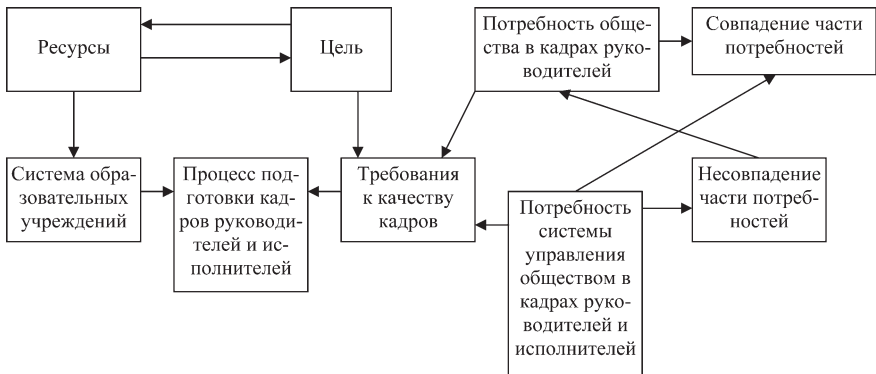 Ресурсы
Цель
Потребность обще-
ства в кадрах руко-
водителей
Совпадение части
потребностей
Система обра-
зовательных
учреждений
Процесс под-
готовки кад-
ров руководи-
телей и ис-
полнителей
Требования
к качеству
кадров
Потребность
системы
управления
обществом в
кадрах руко-
водителей и
исполнителей
Несовпадение
части потреб-
ностей